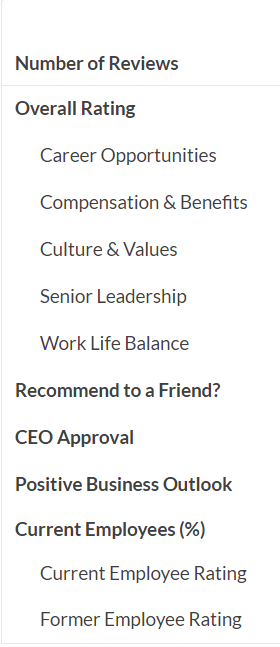 Number of Reviews
Overall Rating
Career Opportunities
Compensation & Benefits
Culture & Values
Senior Leadership
Work Life Balance
Recommend to a Friend?
CEO Approval
Positive Business Outlook
Current Employees (%)
Current Employee Rating
Former Employee Rating